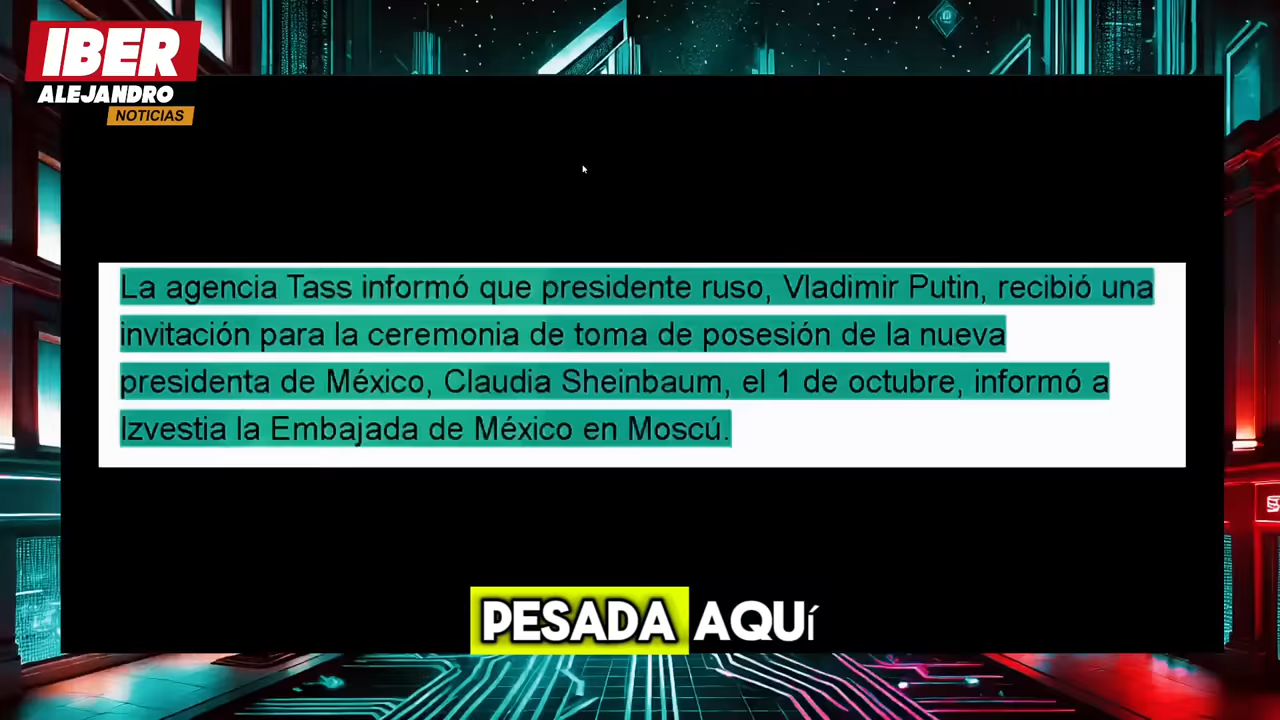 IBER
ALEJANDRO
NOTICIAS
La agencia Tass informó que presidente ruso, Vladimir Putin, recibió una
invitación para la ceremonia de toma de posesión de la nueva
presidenta de México, Claudia Sheinbaum, el 1 de octubre, informó a
Izvestia la Embajada de México en Moscú.
PESADA AQUí